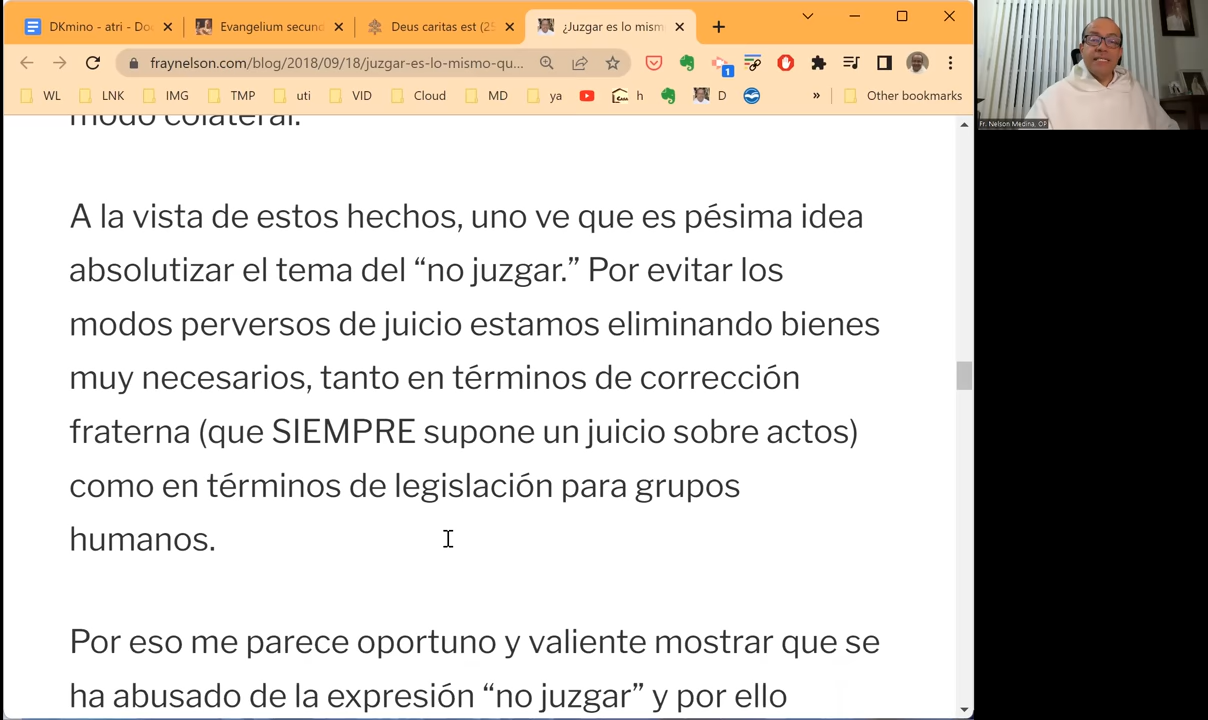 DKmino - atri - Do
Evangelium secund
Deus caritas est (25
¿Juzgar es lo mism
fraynelson.com/blog/2018/09/18/juzgar-es-lo-mismo-qu...
1
WL
LNK
IMG
TMP
uti
VID
Cloud
MD
ya
h
D
»
Other bookmarks
Fr. Nelson Medina, OP
modo colateral.
A la vista de estos hechos, uno ve que es pésima idea
absolutizar el tema del “no juzgar.” Por evitar los
modos perversos de juicio estamos eliminando bienes
muy necesarios, tanto en términos de corrección
fraterna (que SIEMPRE supone un juicio sobre actos)
como en términos de legislación para grupos
humanos.
Por eso me parece oportuno y valiente mostrar que se
ha abusado de la expresión “no juzgar” y por ello